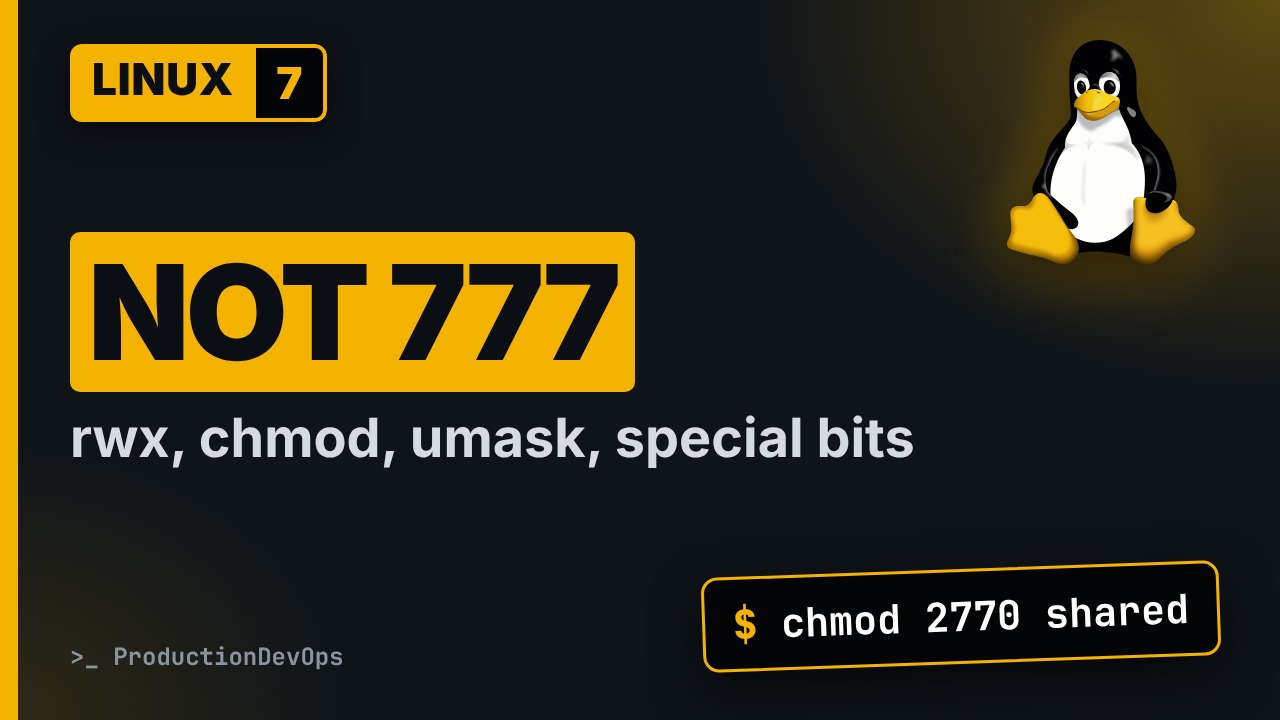 LINUX 7
NOT 777
rwx, chmod, umask, special bits
$ chmod 2770 shared
>_ ProductionDevOps